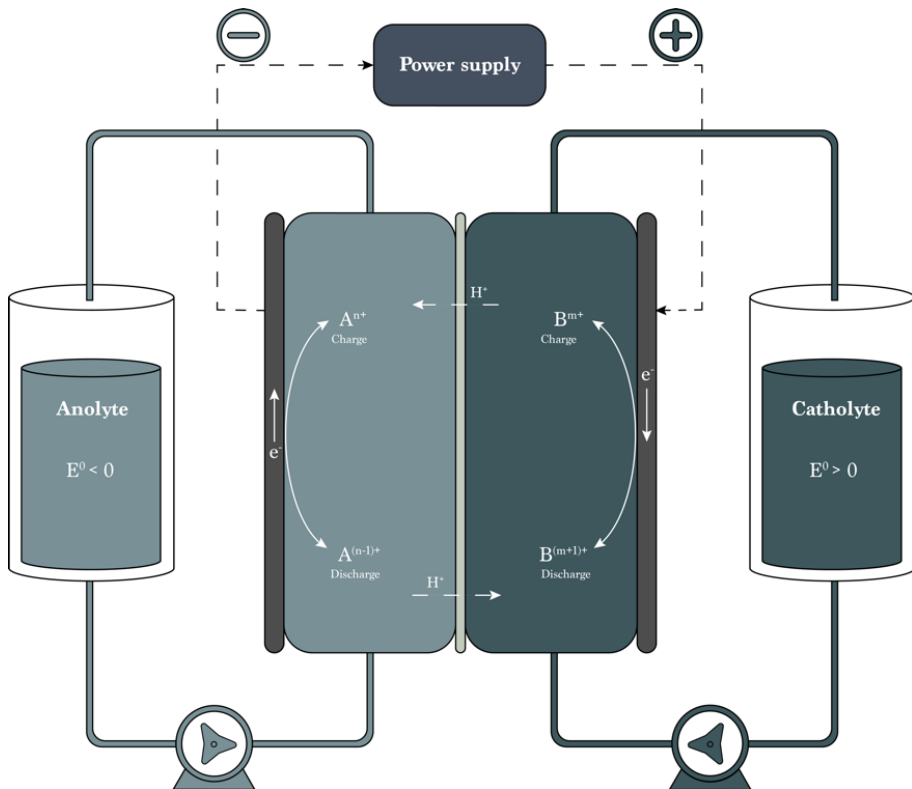 Power supply
H⁺
Aⁿ⁺
Charge
Bᵐ⁺
Charge
e⁻
Anolyte
E⁰ < 0
Catholyte
E⁰ > 0
e⁻
A⁽ⁿ⁻¹⁾⁺
Discharge
B⁽ᵐ⁺¹⁾⁺
Discharge
H⁺